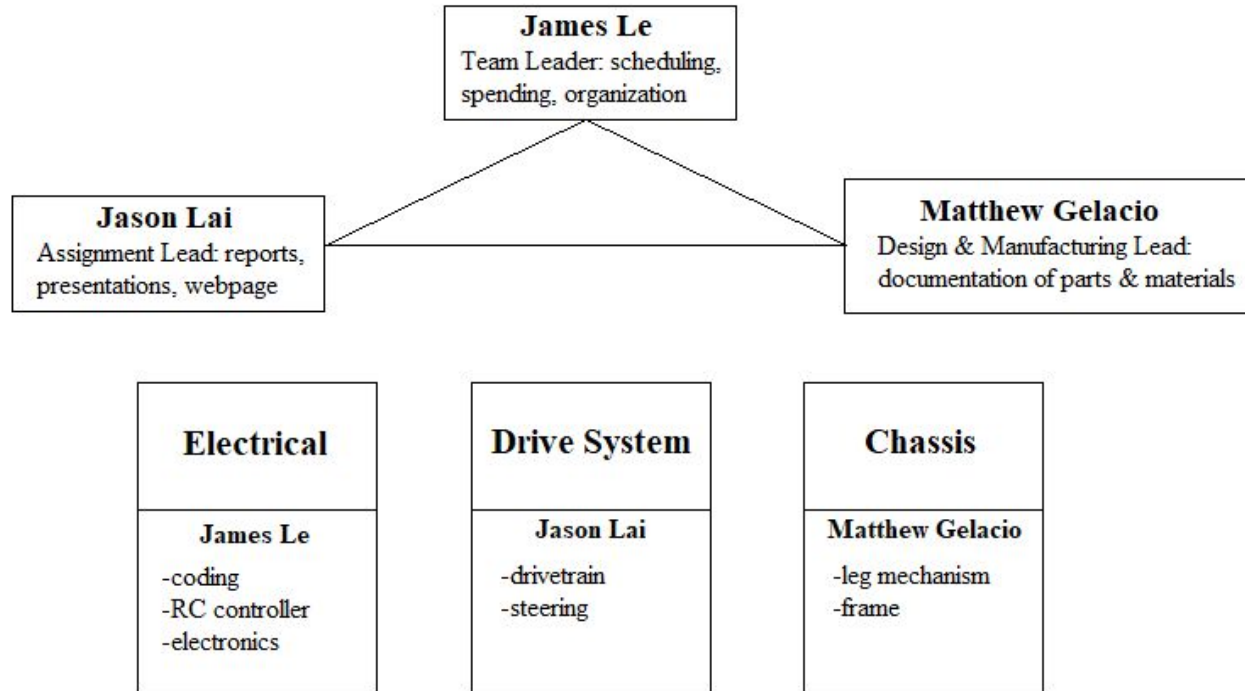 James Le
Team Leader: scheduling,
spending, organization
Jason Lai
Assignment Lead: reports,
presentations, webpage
Matthew Gelacio
Design & Manufacturing Lead:
documentation of parts & materials
Electrical
James Le
-coding
-RC controller
-electronics
Drive System
Jason Lai
-drivetrain
-steering
Chassis
Matthew Gelacio
-leg mechanism
-frame